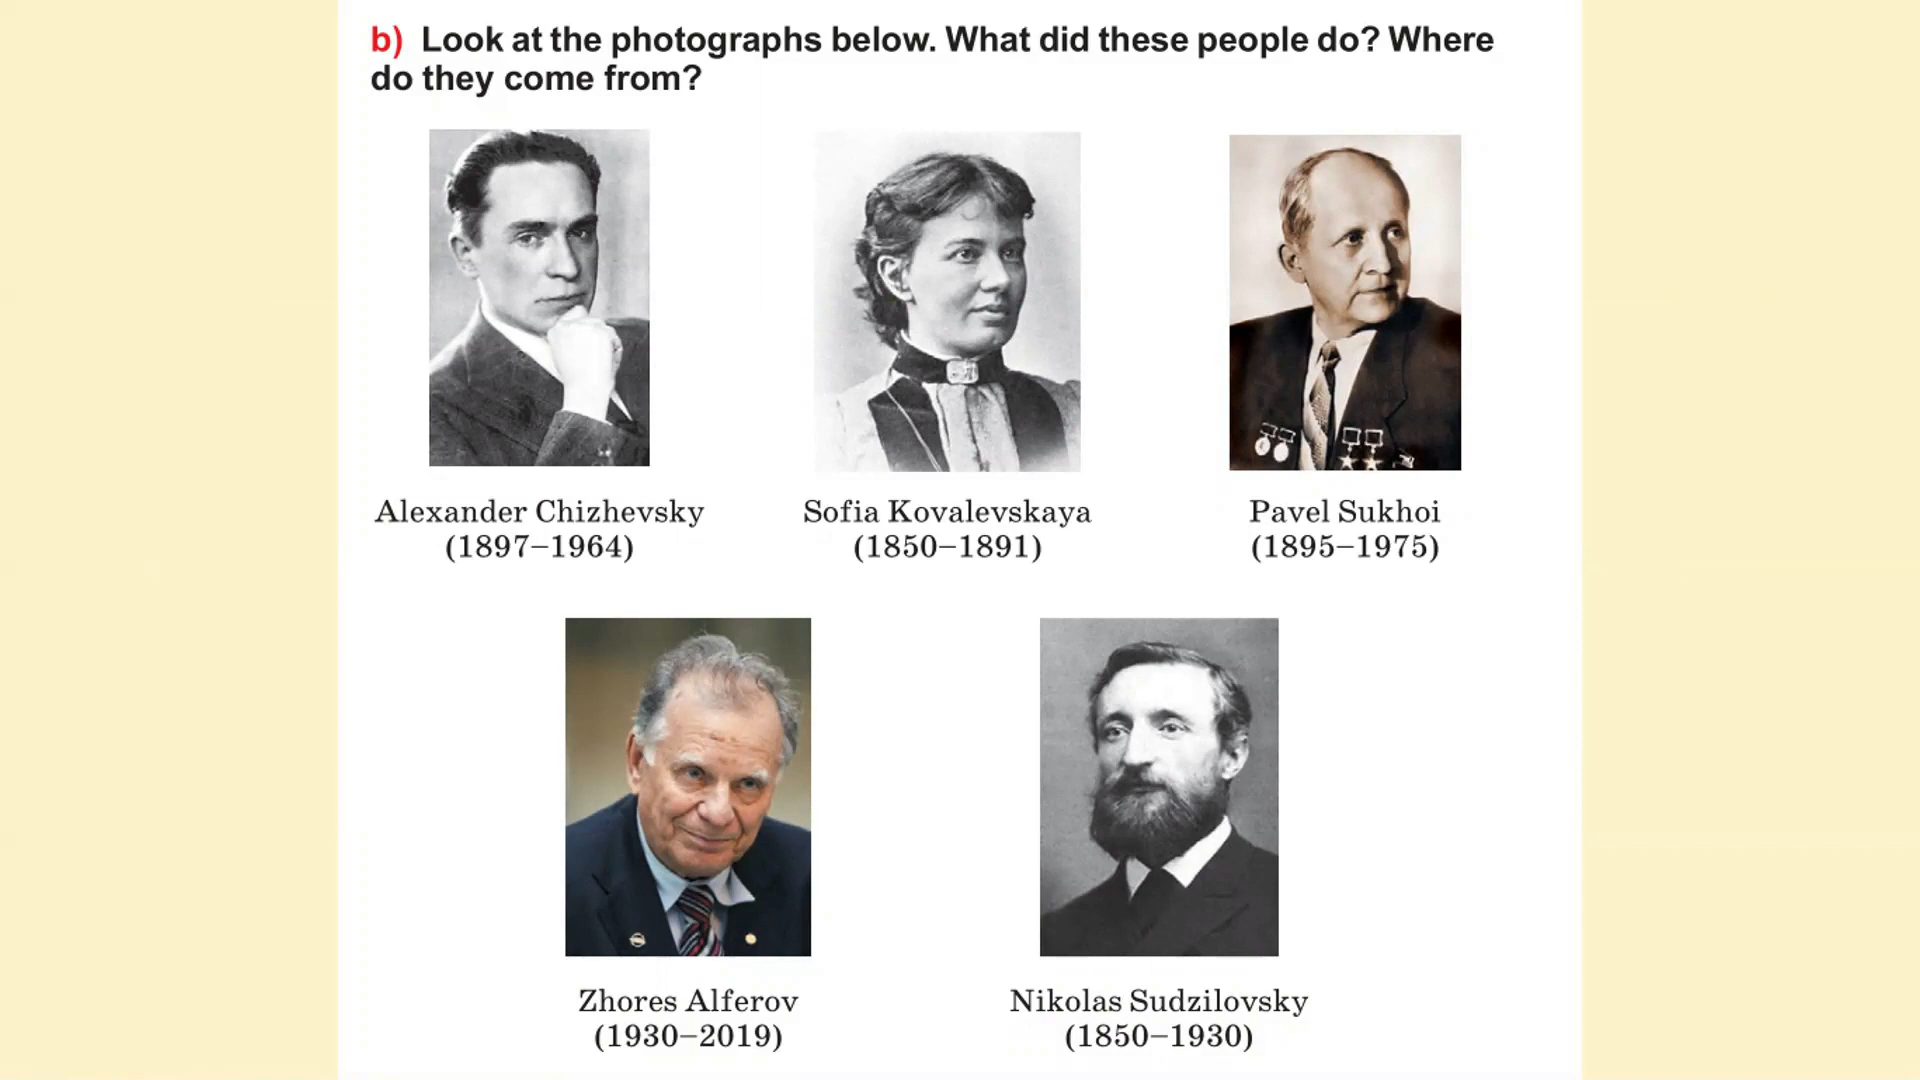 b) Look at the photographs below. What did these people do? Where
do they come from?
Alexander Chizhevsky
(1897–1964)
Sofia Kovalevskaya
(1850–1891)
Pavel Sukhoi
(1895–1975)
Zhores Alferov
(1930–2019)
Nikolas Sudzilovsky
(1850–1930)